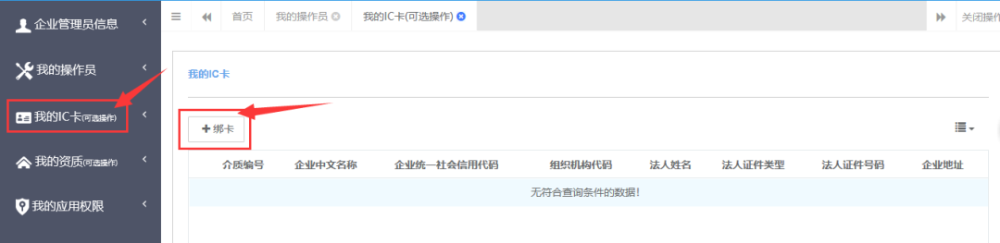 企业管理员信息
首页 我的操作员 我的IC卡(可选操作) 关闭操作
我的操作员
我的IC卡
我的IC卡(可选操作)
绑卡
我的资质(可选操作)
介质编号 企业中文名称 企业统一社会信用代码 组织机构代码 法人姓名 法人证件类型 法人证件号码 企业地址
无符合查询条件的数据!
我的应用权限